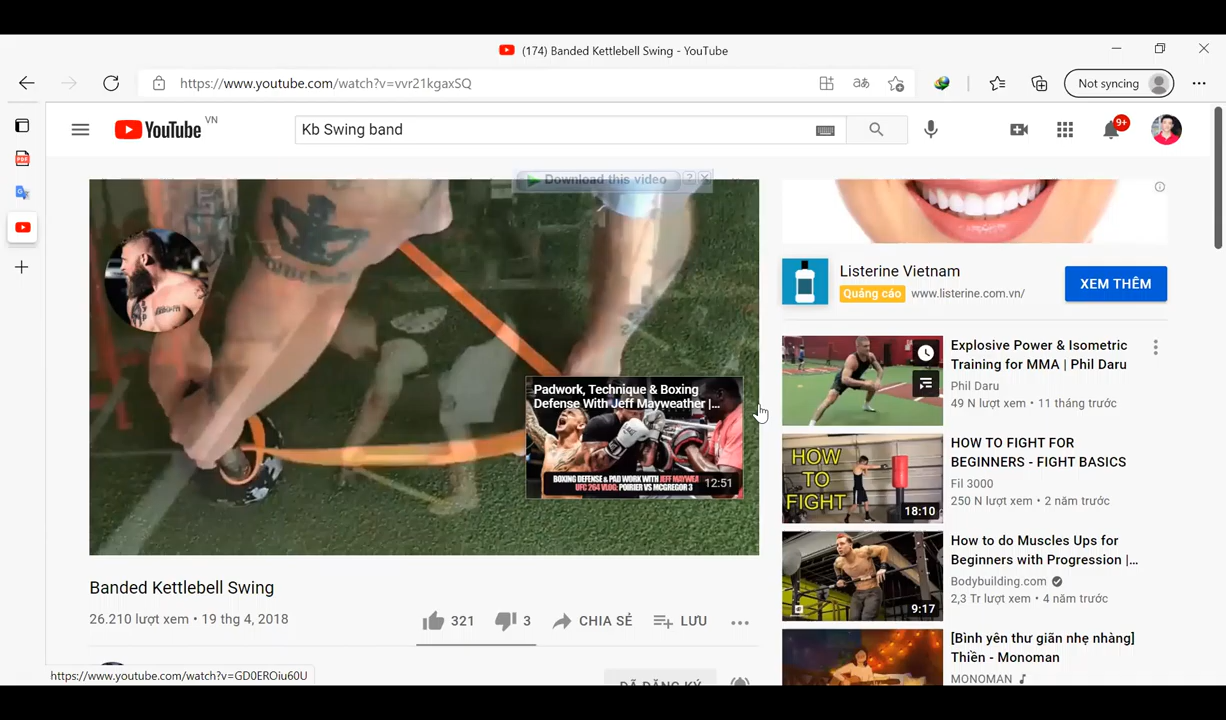 (174) Banded Kettlebell Swing - YouTube
https://www.youtube.com/watch?v=vvr21kgaxSQ
aあ
Not syncing
YouTube VN
Kb Swing band
9+
PDF
Download this video ? X
Padwork, Technique & Boxing
Defense With Jeff Mayweather |...
BOXING DEFENSE & PAD WORK WITH JEFF MAYWEA
UFC 264 VLOG: POIRIER VS MCGREGOR 3
12:51
Listerine Vietnam
Quảng cáo www.listerine.com.vn/
XEM THÊM
Explosive Power & Isometric
Training for MMA | Phil Daru
Phil Daru
49 N lượt xem • 11 tháng trước
HOW TO FIGHT
18:10
HOW TO FIGHT FOR
BEGINNERS - FIGHT BASICS
Fil 3000
250 N lượt xem • 2 năm trước
9:17
How to do Muscles Ups for
Beginners with Progression |...
Bodybuilding.com
2,3 Tr lượt xem • 4 năm trước
[Bình yên thư giãn nhẹ nhàng]
Thiền - Monoman
MONOMAN
Banded Kettlebell Swing
26.210 lượt xem • 19 thg 4, 2018
321 3 CHIA SẺ LƯU
ĐÃ ĐĂNG KÝ
https://www.youtube.com/watch?v=GD0EROiu60U